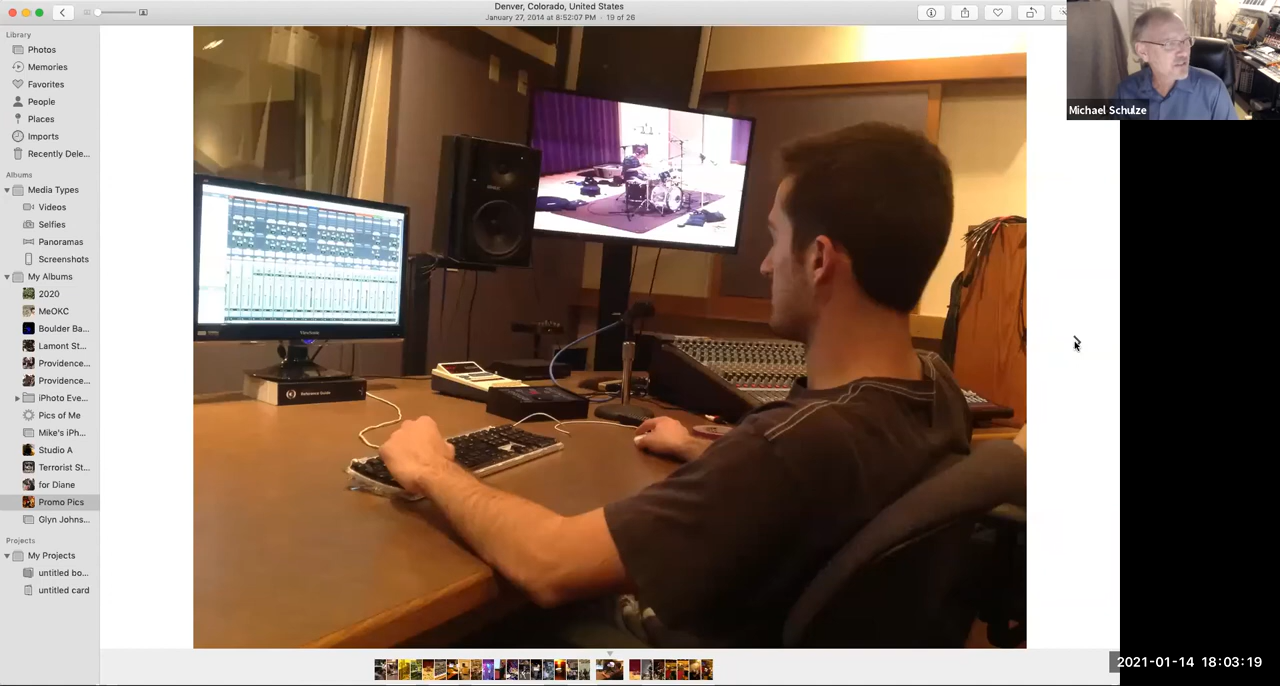 Denver, Colorado, United States
January 27, 2014 at 8:52:07 PM · 19 of 26
Library
Photos
Memories
Favorites
People
Places
Imports
Recently Dele...
Albums
Media Types
Videos
Selfies
Panoramas
Screenshots
My Albums
2020
MeOKC
Boulder Ba...
Lamont St...
Providence...
Providence...
iPhoto Eve...
Pics of Me
Mike's iPh...
Studio A
Terrorist St...
for Diane
Promo Pics
Glyn Johns...
Projects
My Projects
untitled bo...
untitled card
Michael Schulze
ViewSonic
Reference Guide
2021-01-14 18:03:19